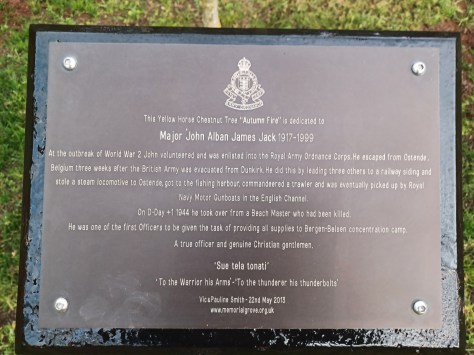 This Yellow Horse Chestnut Tree "Autumn Fire" is dedicated to
Major 'John Alban James Jack 1917-1999
At the outbreak of World War 2 John volunteered and was enlisted into the Royal Army Ordnance Corps. He escaped from Ostende,
Belgium three weeks after the British Army was evacuated from Dunkirk. He did this by leading three others to a railway siding and
stole a steam locomotive to Ostende, got to the fishing harbour, commandeered a trawler and was eventually picked up by Royal
Navy Motor Gunboats in the English Channel.
On D-Day +1 1944 he took over from a Beach Master who had been killed.
He was one of the first Officers to be given the task of providing all supplies to Bergen-Belsen concentration camp.
A true officer and genuine Christian gentlemen.
'Sue tela tonati'
'To the Warrior his Arms'-'To the thunderer his thunderbolts'
Vic&Pauline Smith - 22nd May 2013
www.memorialgrove.org.uk